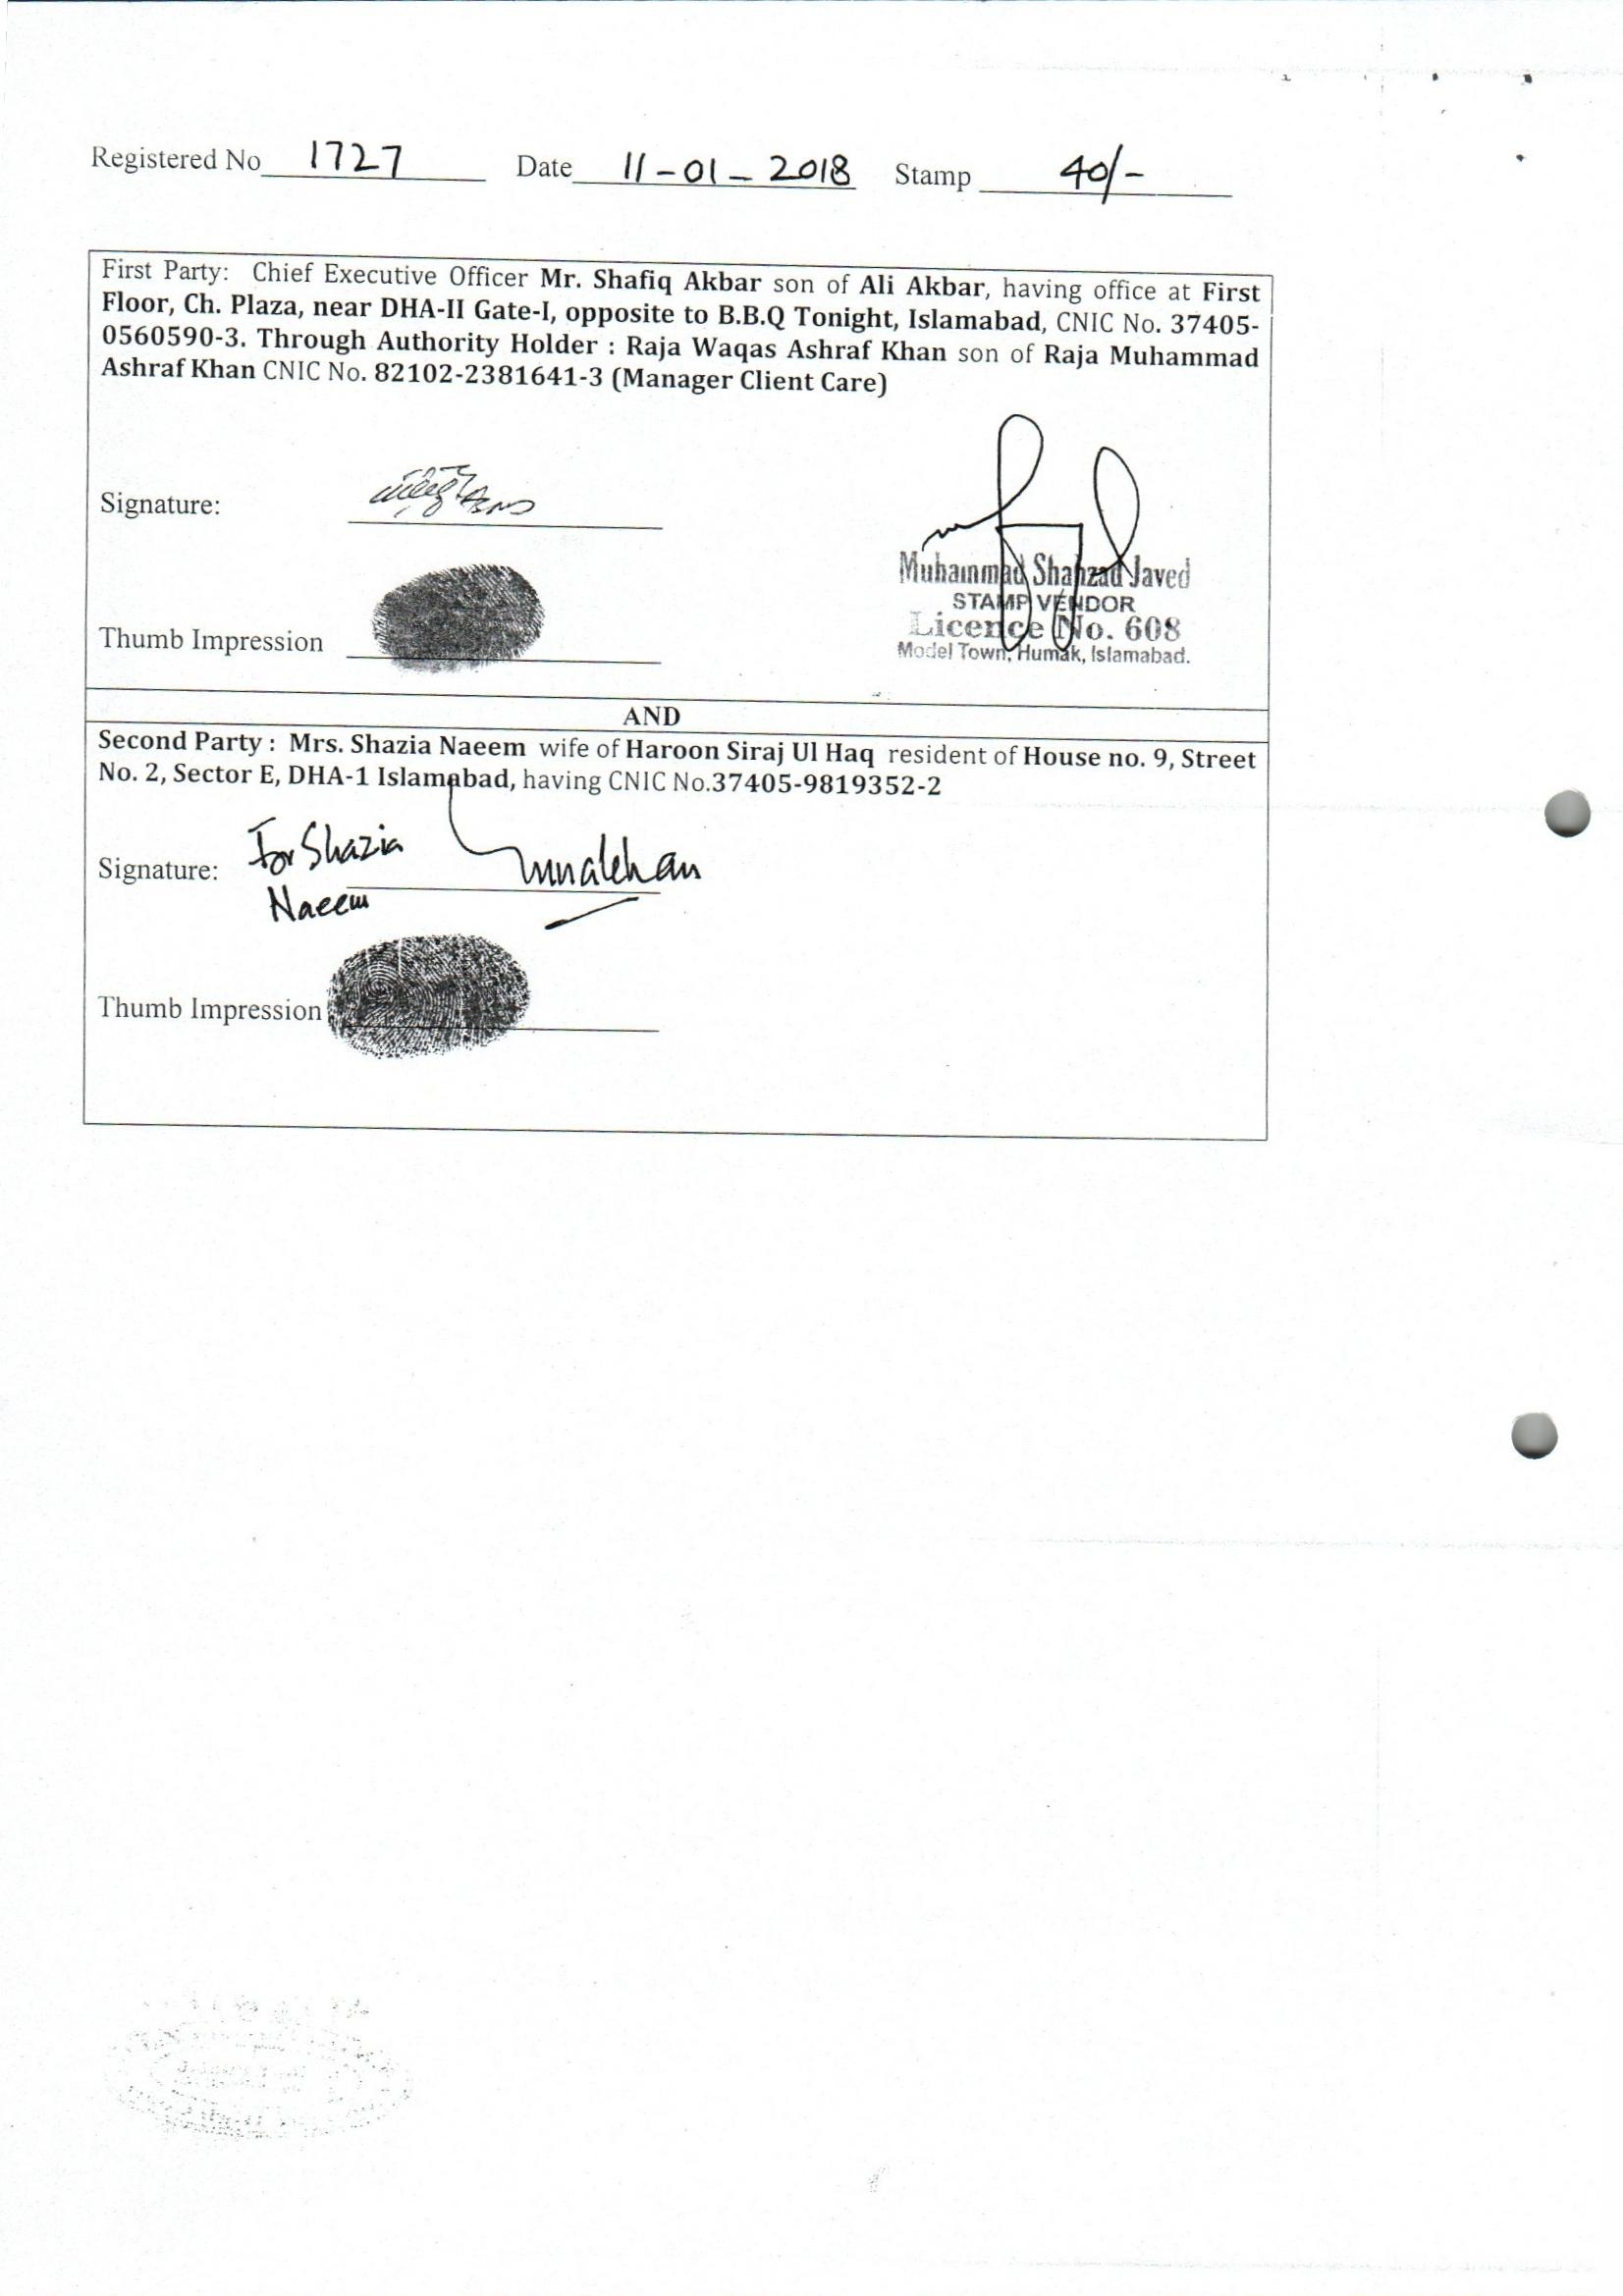 Registered No 1727 Date 11-01-2018 Stamp 40/-
First Party: Chief Executive Officer Mr. Shafiq Akbar son of Ali Akbar, having office at First
Floor, Ch. Plaza, near DHA-II Gate-I, opposite to B.B.Q Tonight, Islamabad, CNIC No. 37405-
0560590-3. Through Authority Holder : Raja Waqas Ashraf Khan son of Raja Muhammad
Ashraf Khan CNIC No. 82102-2381641-3 (Manager Client Care)
Signature:
Muhammad Shahzad Javed
STAMP VENDOR
Licence No. 608
Model Town, Humak, Islamabad.
Thumb Impression
AND
Second Party : Mrs. Shazia Naeem wife of Haroon Siraj Ul Haq resident of House no. 9, Street
No. 2, Sector E, DHA-1 Islamabad, having CNIC No.37405-9819352-2
Signature: For Shazia
Naeem
Thumb Impression